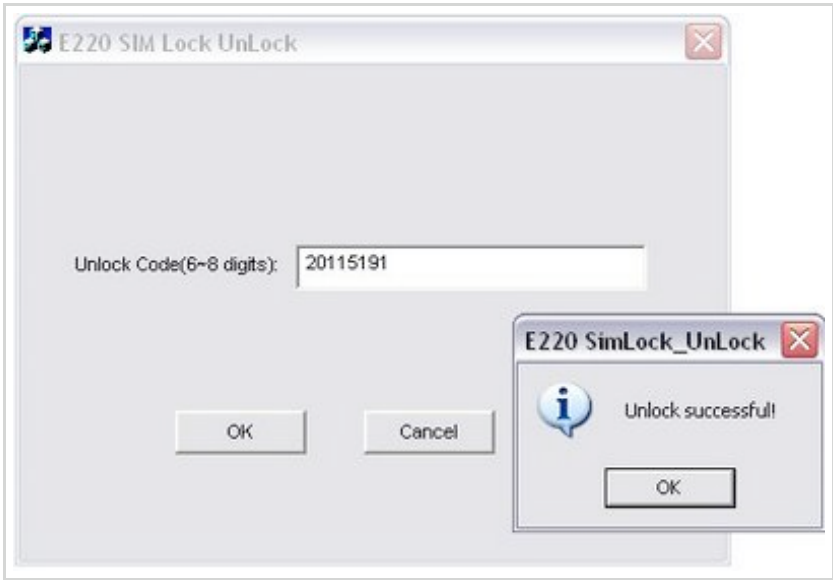 E220 SIM Lock UnLock
Unlock Code(6~8 digits): 20115191
OK Cancel
E220 SimLock_UnLock
Unlock successful!
OK